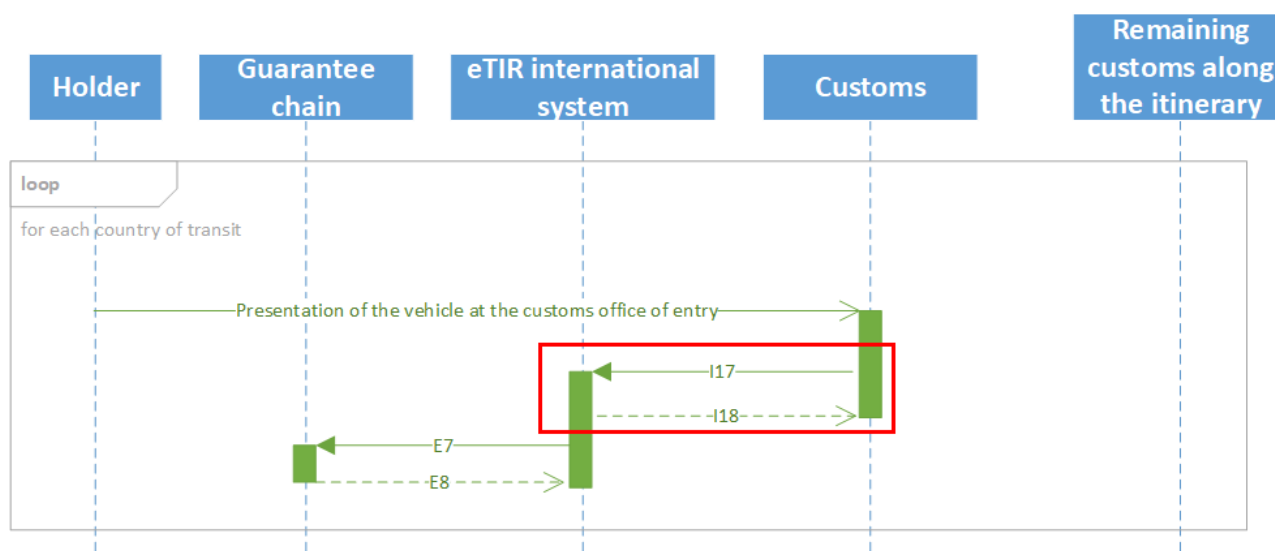 Holder
Guarantee
chain
eTIR international
system
Customs
Remaining
customs along
the itinerary
loop
for each country of transit
Presentation of the vehicle at the customs office of entry
I17
I18
E7
E8